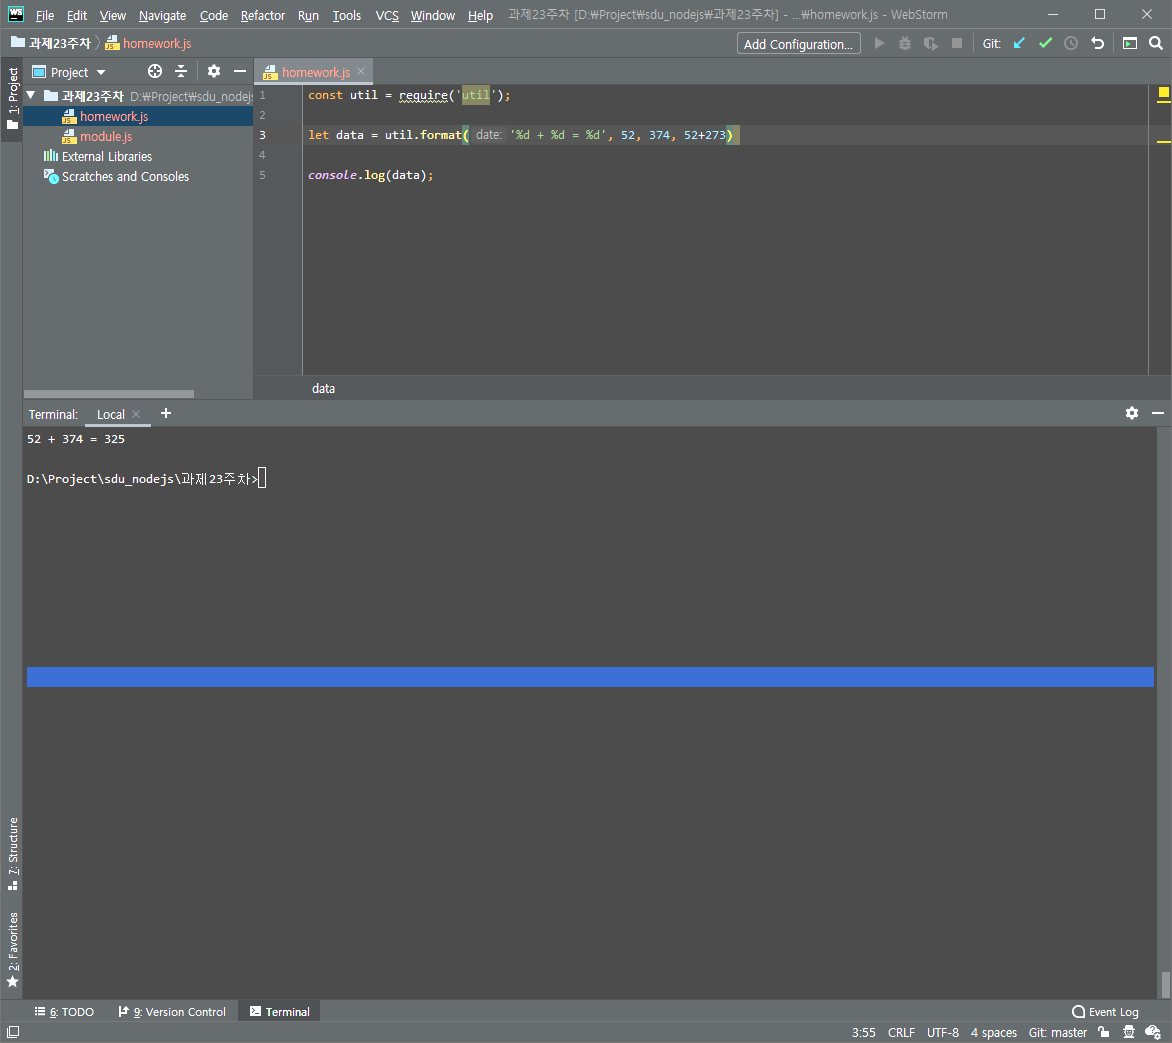 WS File Edit View Navigate Code Refactor Run Tools VCS Window Help 과제23주차 [D:₩Project₩sdu_nodejs₩과제23주차] - ...₩homework.js - WebStorm
과제23주차 homework.js Add Configuration... Git:
1: Project
Project
homework.js
과제23주차 D:₩Project₩sdu_nodejs
homework.js
module.js
External Libraries
Scratches and Consoles
1 const util = require('util');
2
3 let data = util.format( date: '%d + %d = %d', 52, 374, 52+273)
4
5 console.log(data);
data
Terminal: Local +
52 + 374 = 325
D:\Project\sdu_nodejs\과제23주차>
7: Structure
2: Favorites
6: TODO 9: Version Control Terminal Event Log
3:55 CRLF UTF-8 4 spaces Git: master